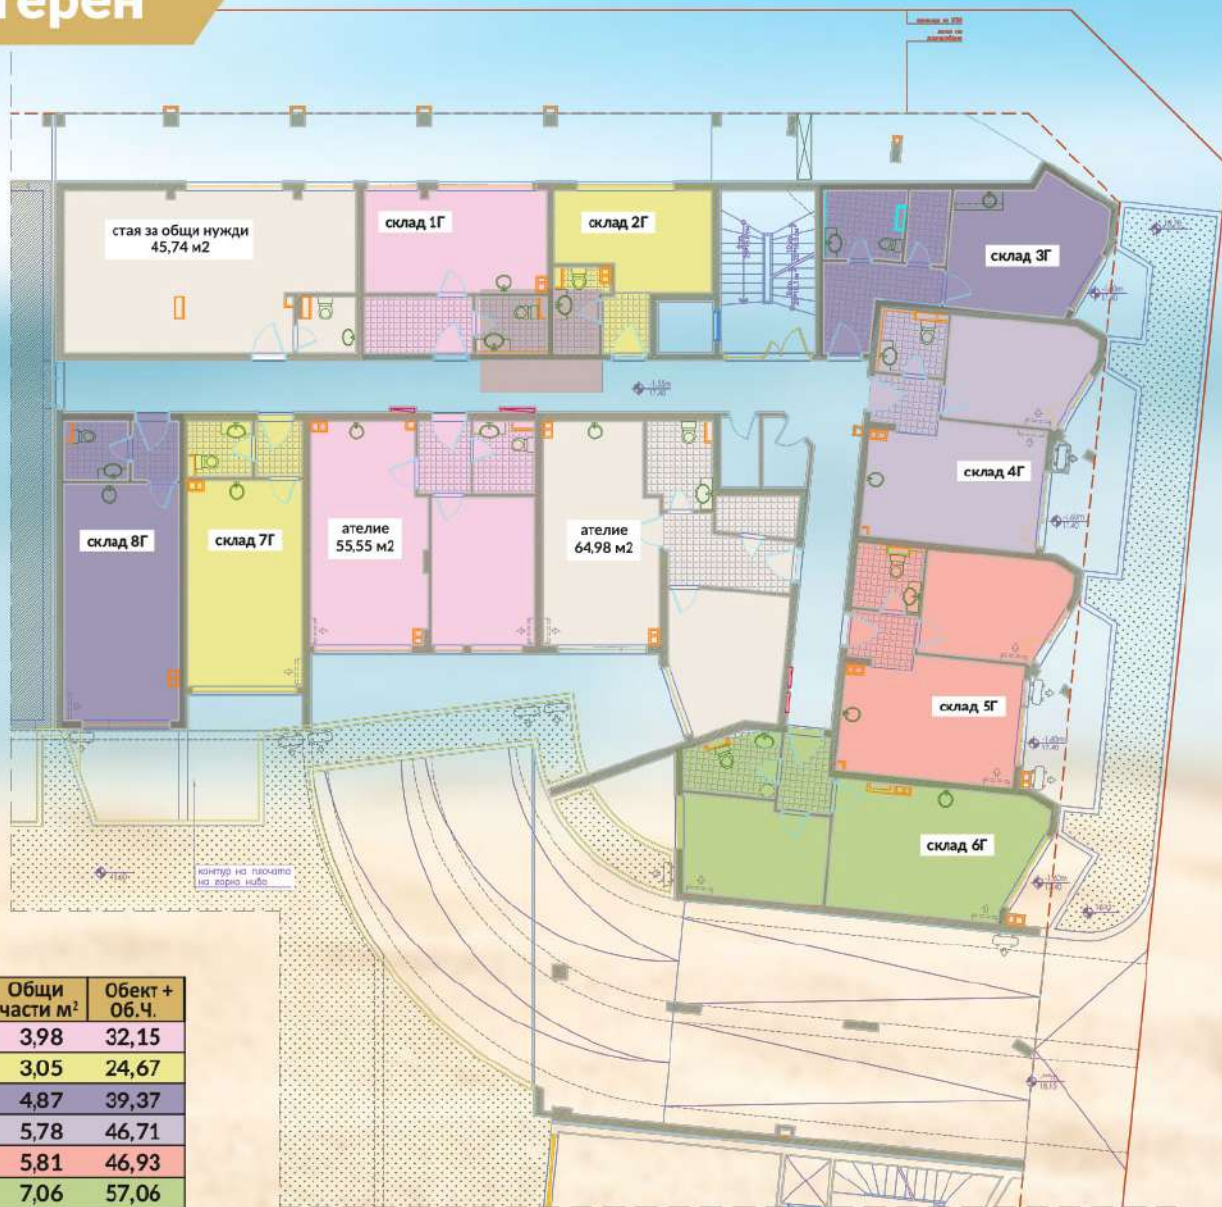 терен
стая за общи нужди
45,74 м2
склад 1Г
склад 2Г
склад 3Г
склад 4Г
склад 8Г
склад 7Г
ателие
55,55 м2
ателие
64,98 м2
склад 5Г
склад 6Г
контур на плочата
на горно ниво
Общи
части м²
Обект +
Об.Ч.
3,98 32,15
3,05 24,67
4,87 39,37
5,78 46,71
5,81 46,93
7,06 57,06